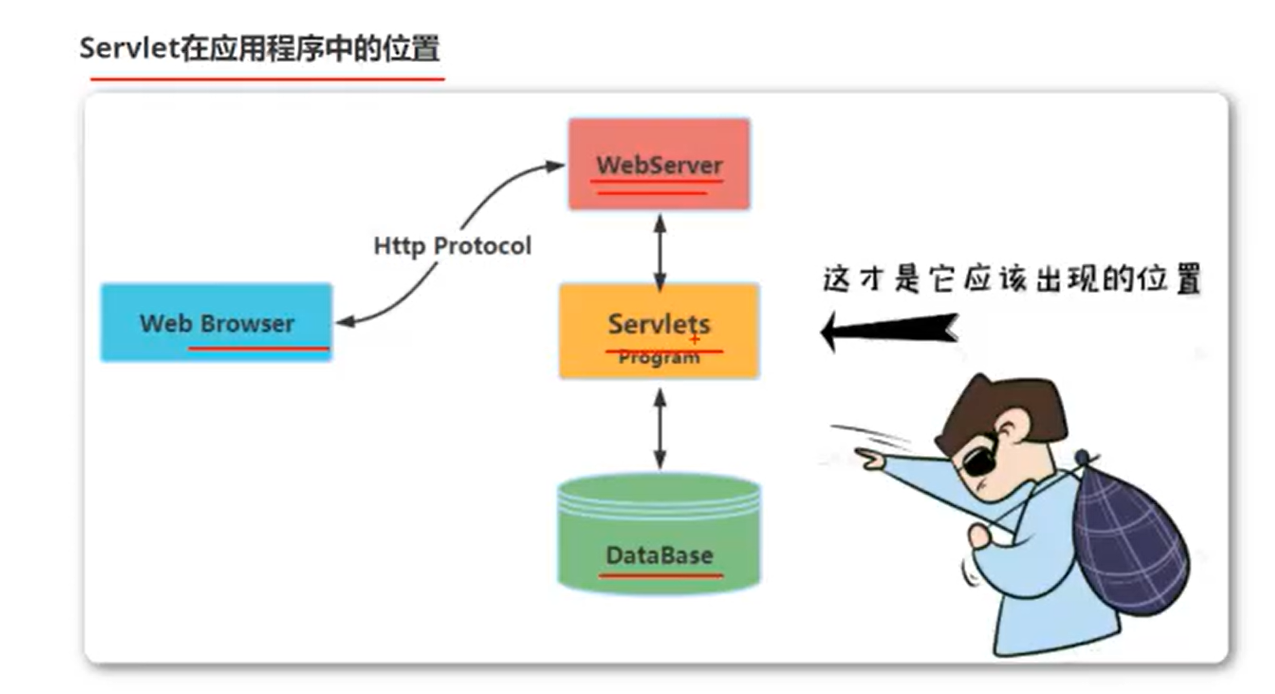 Servlet在应用程序中的位置
WebServer
Http Protocol
Web Browser
Servlets
Program
DataBase
这才是它应该出现的位置